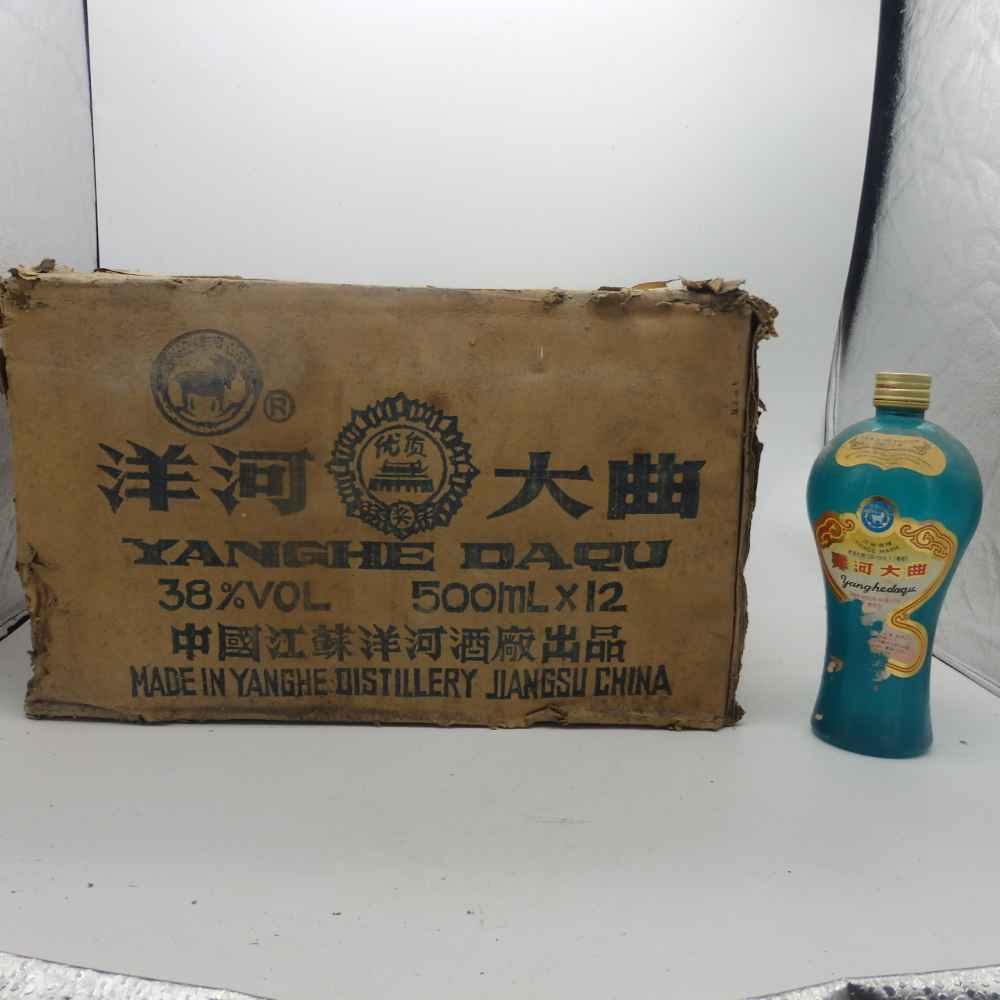 ®
洋河
优质
奖
大曲
YANGHE DAQU
38%VOL 500mL×12
中國江蘇洋河酒廠出品
MADE IN YANGHE DISTILLERY JIANGSU CHINA
洋河大曲
Yanghedaqu